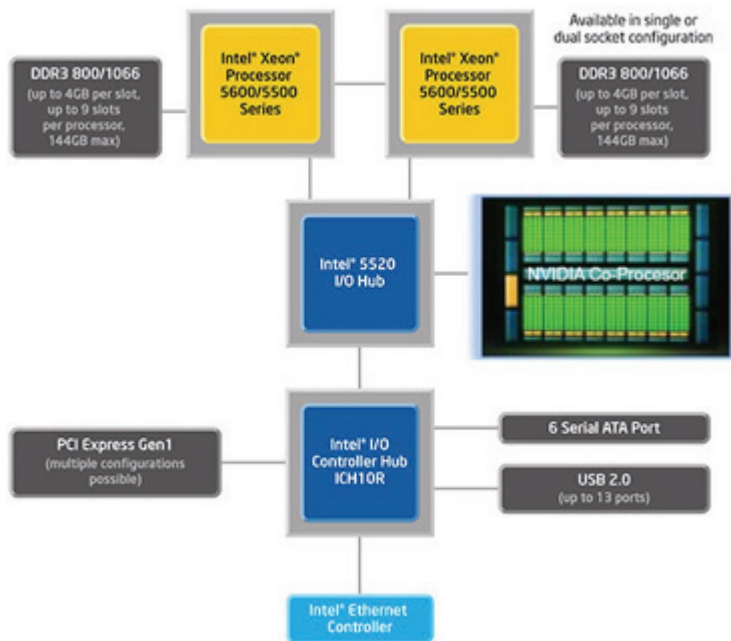 Available in single or
dual socket configuration
DDR3 800/1066
(up to 4GB per slot,
up to 9 slots
per processor,
144GB max)
Intel® Xeon®
Processor
5600/5500
Series
Intel® Xeon®
Processor
5600/5500
Series
DDR3 800/1066
(up to 4GB per slot,
up to 9 slots
per processor,
144GB max)
Intel® 5520
I/O Hub
NVIDIA Co-Procesor
PCI Express Gen1
(multiple configurations
possible)
Intel® I/O
Controller Hub
ICH10R
6 Serial ATA Port
USB 2.0
(up to 13 ports)
Intel® Ethernet
Controller